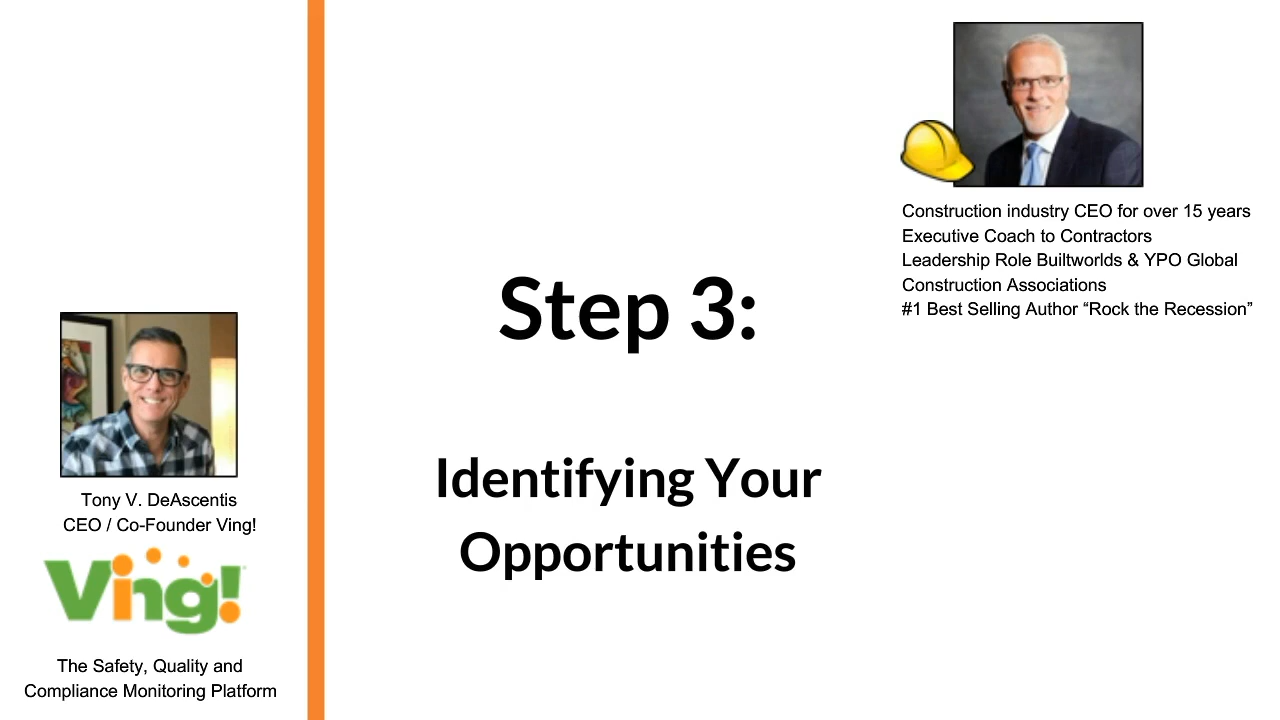 Construction industry CEO for over 15 years
Executive Coach to Contractors
Leadership Role Builtworlds & YPO Global
Construction Associations
#1 Best Selling Author “Rock the Recession”
Step 3:
Identifying Your
Opportunities
Tony V. DeAscentis
CEO / Co-Founder Ving!
Ving!
The Safety, Quality and
Compliance Monitoring Platform